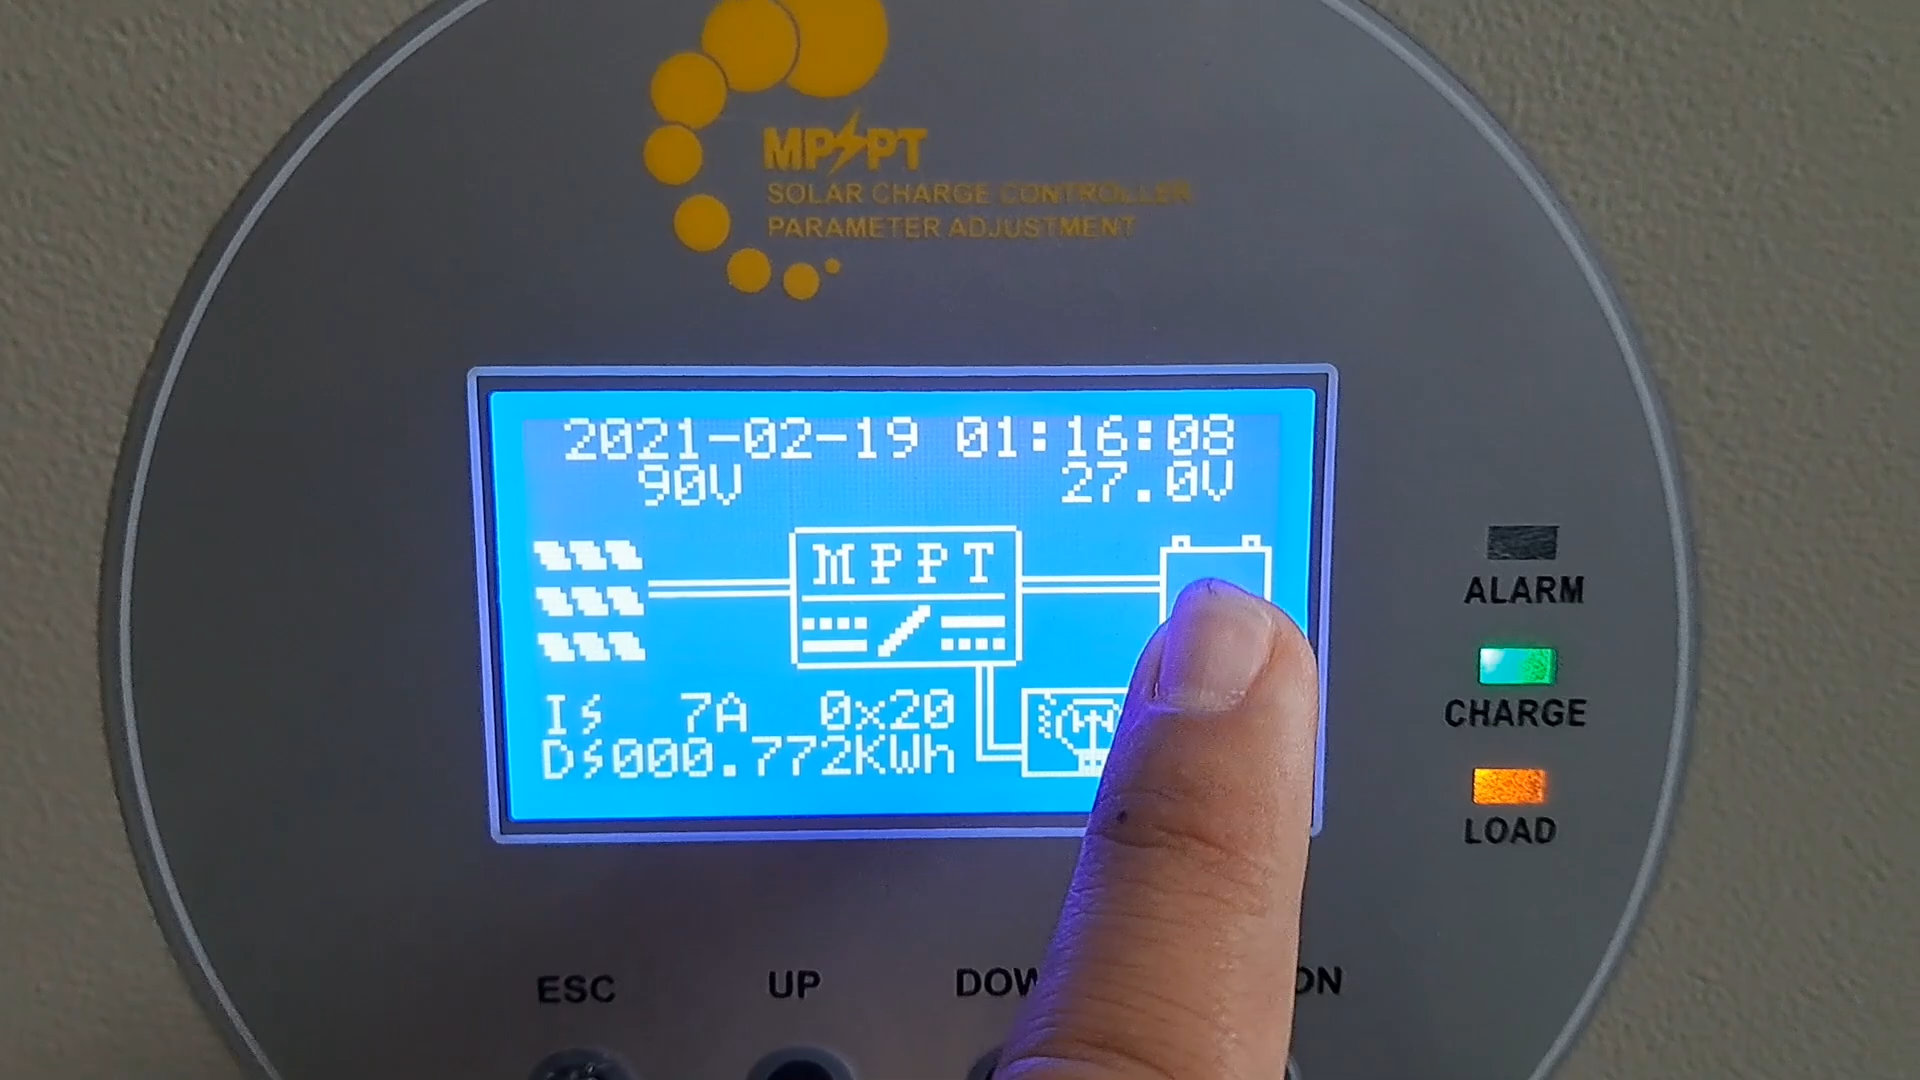 MPPT
SOLAR CHARGE CONTROLLER
PARAMETER ADJUSTMENT
2021-02-19 01:16:08
90V 27.0V
MPPT
I 7A 0x20
D 000.772KWh
ALARM
CHARGE
LOAD
ESC UP